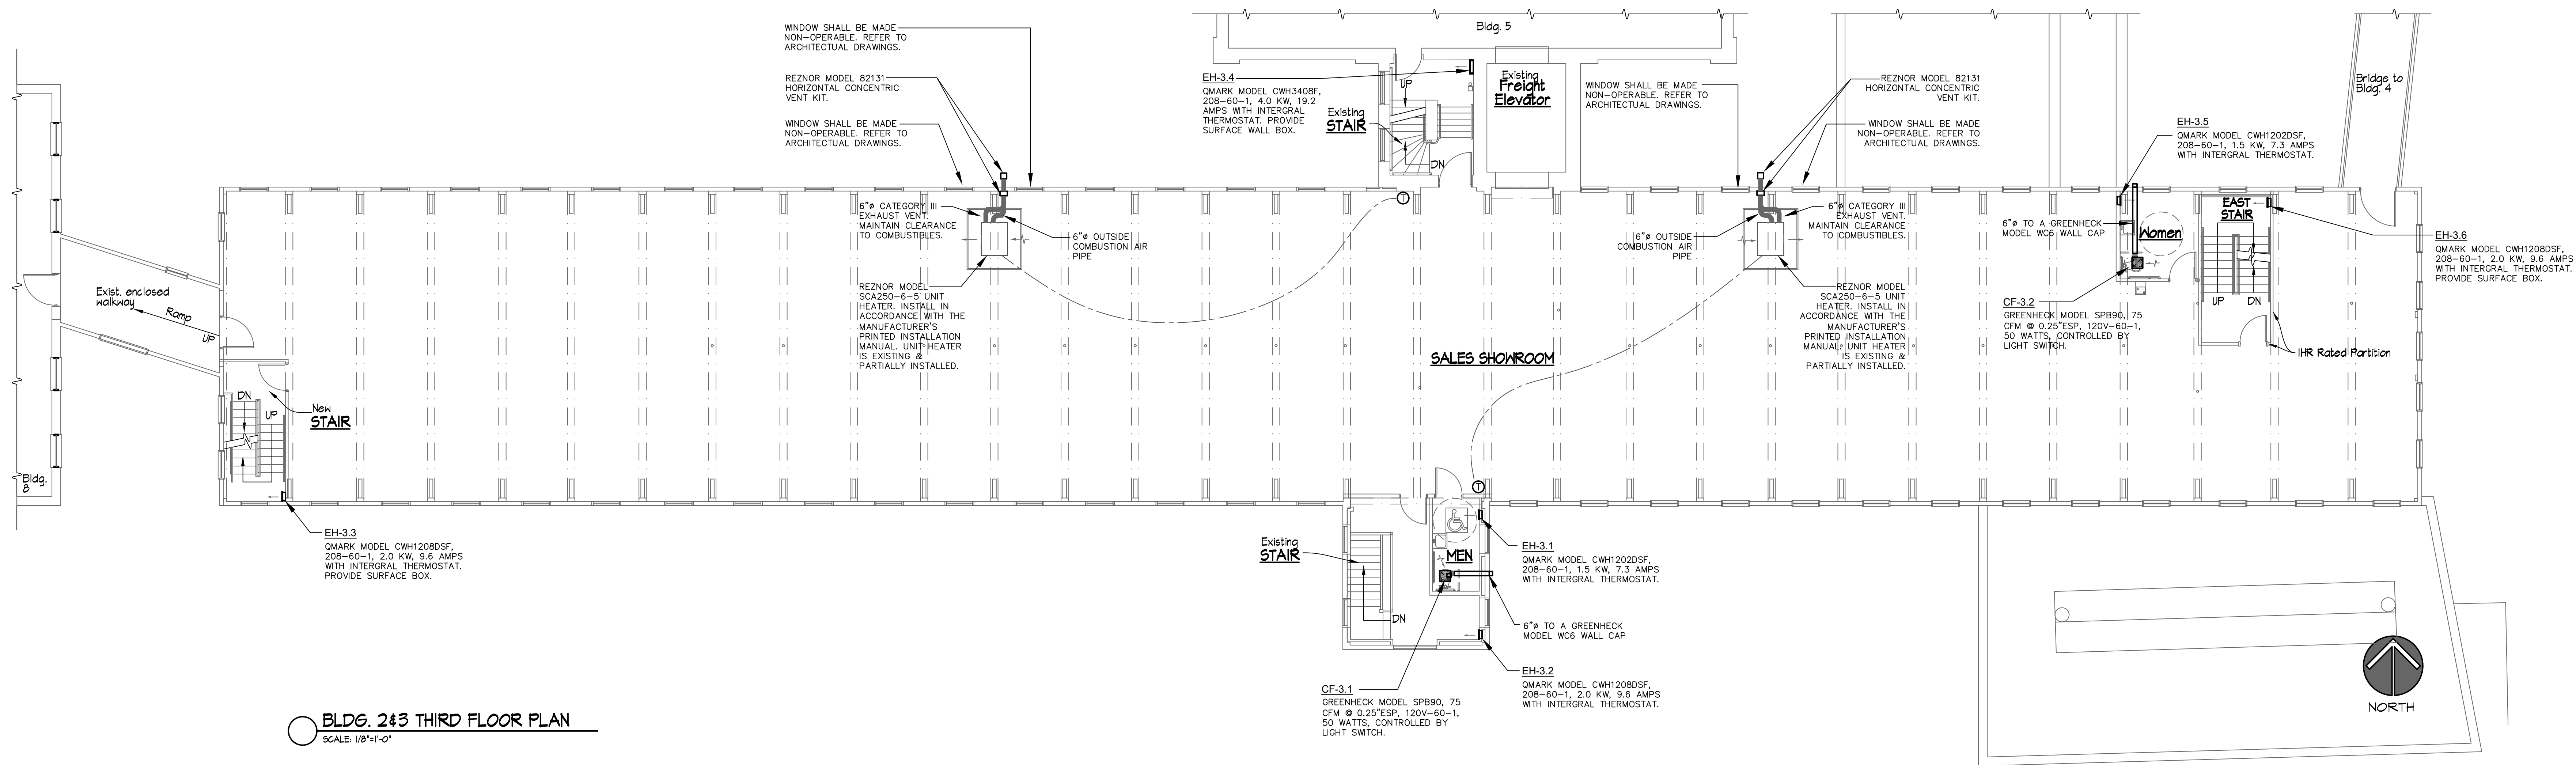 WINDOW SHALL BE MADE
NON-OPERABLE. REFER TO
ARCHITECTUAL DRAWINGS.
REZNOR MODEL 82131
HORIZONTAL CONCENTRIC
VENT KIT.
WINDOW SHALL BE MADE
NON-OPERABLE. REFER TO
ARCHITECTUAL DRAWINGS.
Bldg. 5
EH-3.4
QMARK MODEL CWH3408F,
208-60-1, 4.0 KW, 19.2
AMPS WITH INTERGRAL
THERMOSTAT. PROVIDE
SURFACE WALL BOX.
UP
Existing
STAIR
DN
Existing
Freight
Elevator
WINDOW SHALL BE MADE
NON-OPERABLE. REFER TO
ARCHITECTUAL DRAWINGS.
REZNOR MODEL 82131
HORIZONTAL CONCENTRIC
VENT KIT.
WINDOW SHALL BE MADE
NON-OPERABLE. REFER TO
ARCHITECTUAL DRAWINGS.
Bridge to
Bldg. 4
EH-3.5
QMARK MODEL CWH1202DSF,
208-60-1, 1.5 KW, 7.3 AMPS
WITH INTERGRAL THERMOSTAT.
6"ø CATEGORY III
EXHAUST VENT.
MAINTAIN CLEARANCE
TO COMBUSTIBLES.
6"ø OUTSIDE
COMBUSTION AIR
PIPE
T
6"ø OUTSIDE
COMBUSTION AIR
PIPE
6"ø CATEGORY III
EXHAUST VENT.
MAINTAIN CLEARANCE
TO COMBUSTIBLES.
6"ø TO A GREENHECK
MODEL WC6 WALL CAP
Women
EAST
STAIR
UP
DN
EH-3.6
QMARK MODEL CWH1208DSF,
208-60-1, 2.0 KW, 9.6 AMPS
WITH INTERGRAL THERMOSTAT.
PROVIDE SURFACE BOX.
Exist. enclosed
walkway
Ramp
UP
REZNOR MODEL
SCA250-6-5 UNIT
HEATER. INSTALL IN
ACCORDANCE WITH THE
MANUFACTURER'S
PRINTED INSTALLATION
MANUAL. UNIT HEATER
IS EXISTING &
PARTIALLY INSTALLED.
REZNOR MODEL
SCA250-6-5 UNIT
HEATER. INSTALL IN
ACCORDANCE WITH THE
MANUFACTURER'S
PRINTED INSTALLATION
MANUAL. UNIT HEATER
IS EXISTING &
PARTIALLY INSTALLED.
CF-3.2
GREENHECK MODEL SPB90, 75
CFM @ 0.25"ESP, 120V-60-1,
50 WATTS, CONTROLLED BY
LIGHT SWITCH.
1HR Rated Partition
SALES SHOWROOM
DN
UP
New
STAIR
Bldg.
8
T
EH-3.3
QMARK MODEL CWH1208DSF,
208-60-1, 2.0 KW, 9.6 AMPS
WITH INTERGRAL THERMOSTAT.
PROVIDE SURFACE BOX.
Existing
STAIR
DN
MEN
EH-3.1
QMARK MODEL CWH1202DSF,
208-60-1, 1.5 KW, 7.3 AMPS
WITH INTERGRAL THERMOSTAT.
6"ø TO A GREENHECK
MODEL WC6 WALL CAP
EH-3.2
QMARK MODEL CWH1208DSF,
208-60-1, 2.0 KW, 9.6 AMPS
WITH INTERGRAL THERMOSTAT.
CF-3.1
GREENHECK MODEL SPB90, 75
CFM @ 0.25"ESP, 120V-60-1,
50 WATTS, CONTROLLED BY
LIGHT SWITCH.
BLDG. 2&3 THIRD FLOOR PLAN
SCALE: 1/8"=1'-0"
NORTH